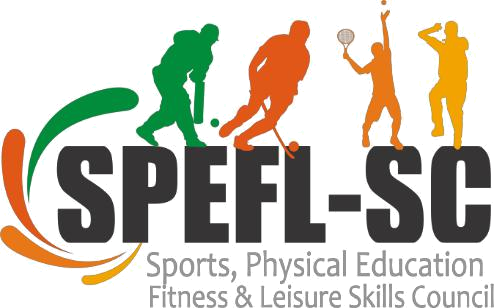 SPEFL-SC
Sports, Physical Education
Fitness & Leisure Skills Council